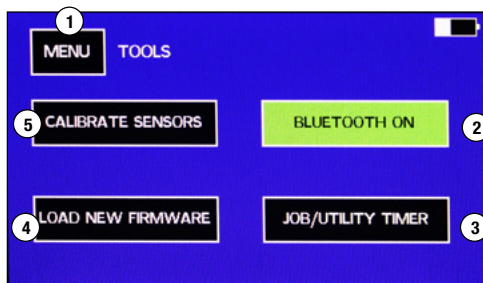 1
MENU TOOLS
5 CALIBRATE SENSORS BLUETOOTH ON 2
4 LOAD NEW FIRMWARE JOB/UTILITY TIMER 3